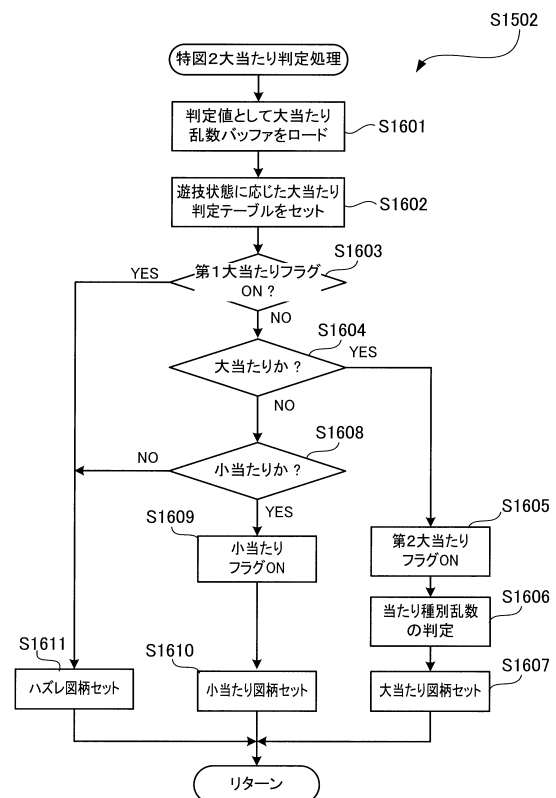 S1502
特図２大当たり判定処理
判定値として大当たり
乱数バッファをロード
S1601
遊技状態に応じた大当たり
判定テーブルをセット
S1602
S1603
YES
第１大当たりフラグ
ON？
NO
S1604
大当たりか？
YES
NO
S1608
NO
小当たりか？
YES
S1609
小当たり
フラグON
S1605
第２大当たり
フラグON
S1606
当たり種別乱数
の判定
S1611
ハズレ図柄セット
S1610
小当たり図柄セット
S1607
大当たり図柄セット
リターン